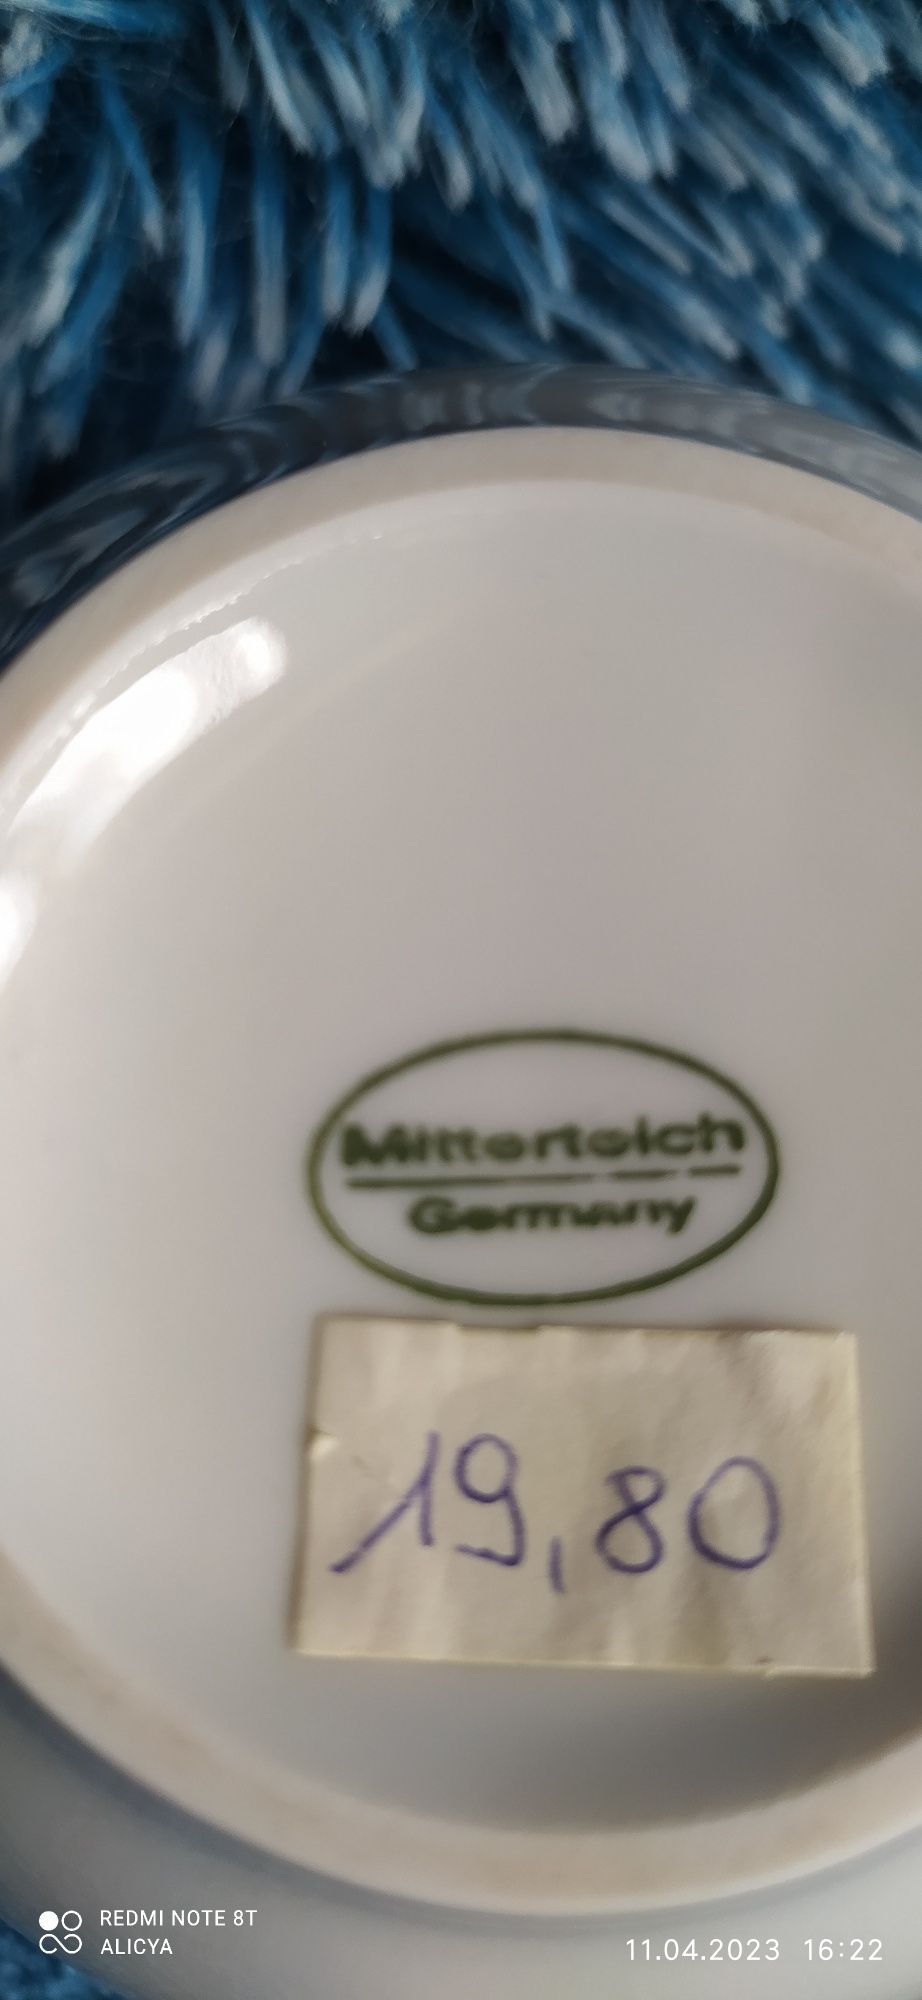 Mitterteich
Germany
19,80
REDMI NOTE 8T
ALICYA
11.04.2023 16:22